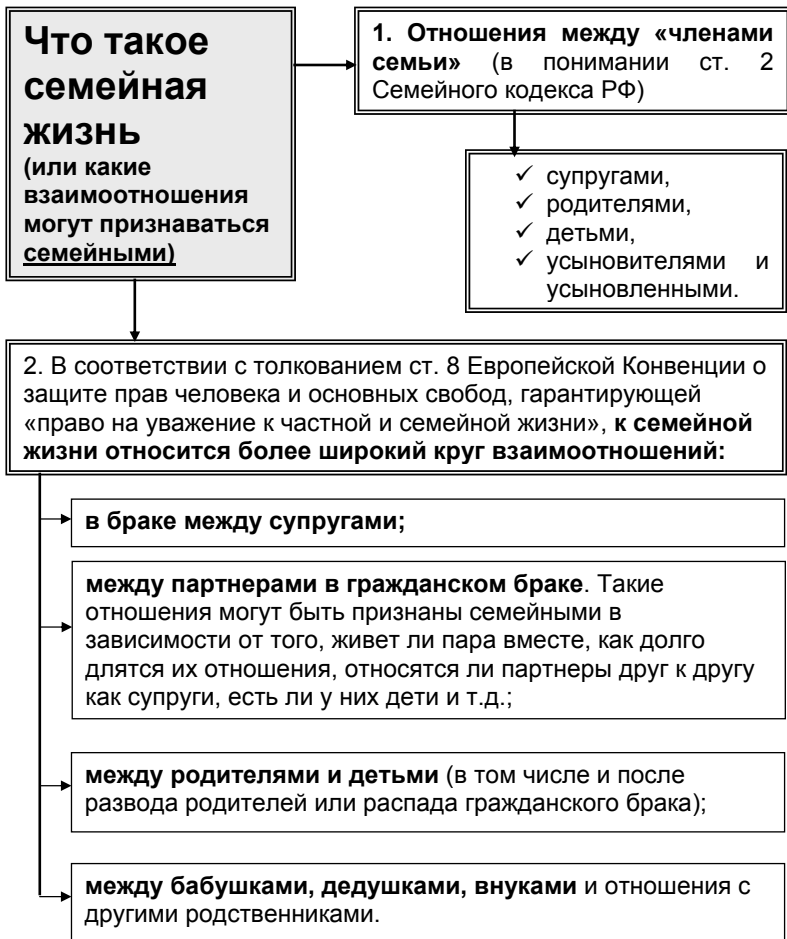 Что такое
семейная
жизнь
(или какие
взаимоотношения
могут признаваться
семейными)
1. Отношения между «членами
семьи» (в понимании ст. 2
Семейного кодекса РФ)
✓ супругами,
✓ родителями,
✓ детьми,
✓ усыновителями и
усыновленными.
2. В соответствии с толкованием ст. 8 Европейской Конвенции о
защите прав человека и основных свобод, гарантирующей
«право на уважение к частной и семейной жизни», к семейной
жизни относится более широкий круг взаимоотношений:
в браке между супругами;
между партнерами в гражданском браке. Такие
отношения могут быть признаны семейными в
зависимости от того, живет ли пара вместе, как долго
длятся их отношения, относятся ли партнеры друг к другу
как супруги, есть ли у них дети и т.д.;
между родителями и детьми (в том числе и после
развода родителей или распада гражданского брака);
между бабушками, дедушками, внуками и отношения с
другими родственниками.